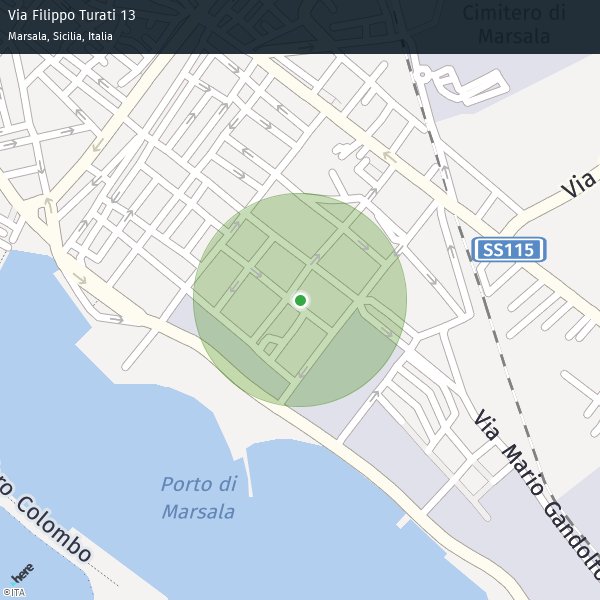 Via Filippo Turati 13
Marsala, Sicilia, Italia
Cimitero di
Marsala
Via
SS115
Via Mario Gandolfo
Porto di
Marsala
ro Colombo
here
©ITA